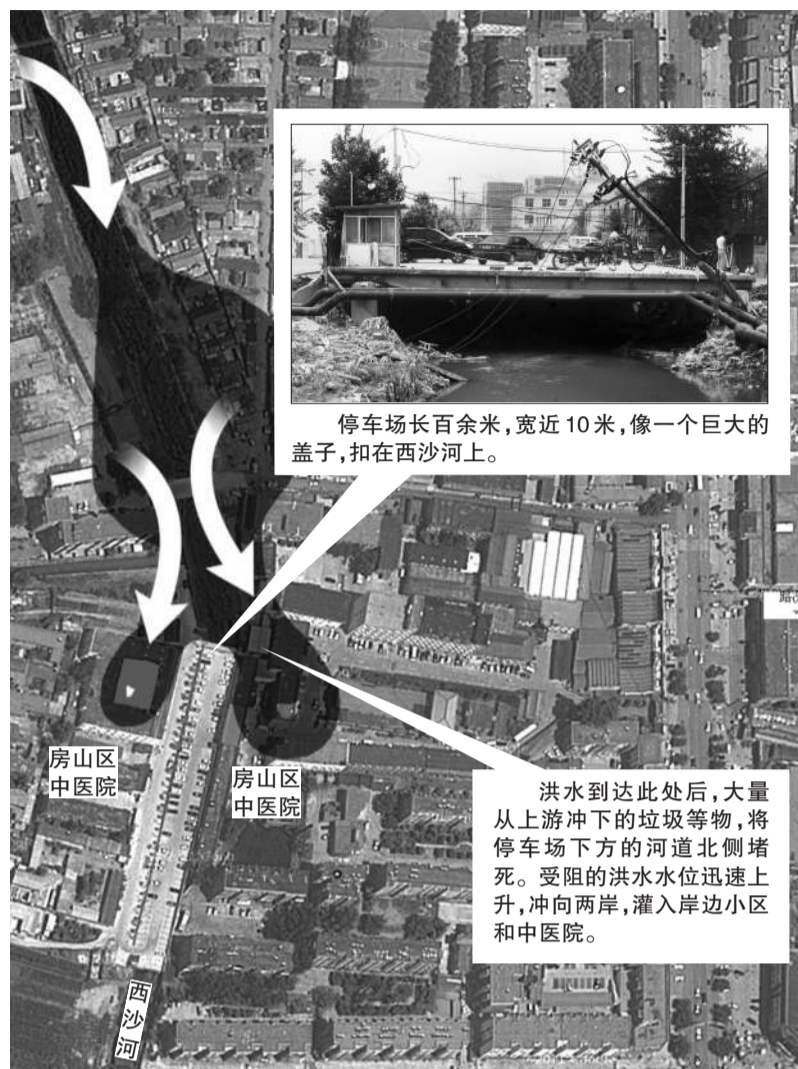 停车场长百余米，宽近10米，像一个巨大的
盖子，扣在西沙河上。
房山区
中医院
房山区
中医院
洪水到达此处后，大量
从上游冲下的垃圾等物，将
停车场下方的河道北侧堵
死。受阻的洪水水位迅速上
升，冲向两岸，灌入岸边小区
和中医院。
西沙河